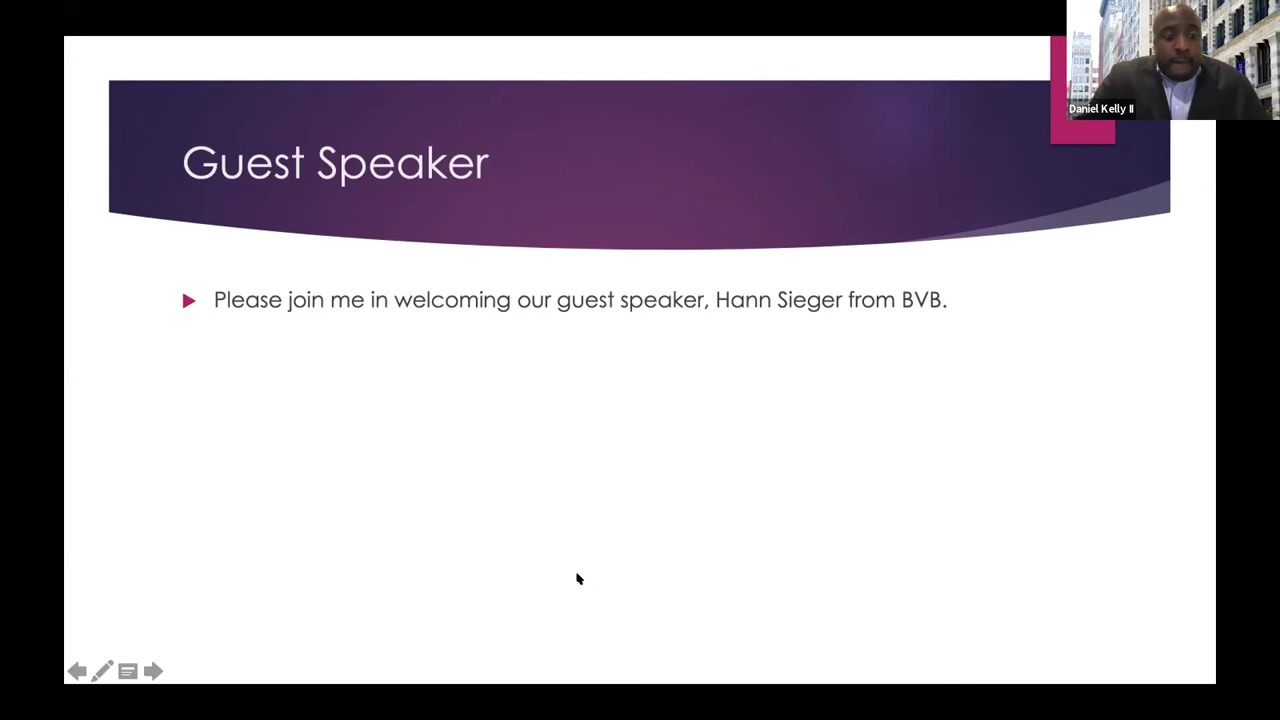 Daniel Kelly II
Guest Speaker
Please join me in welcoming our guest speaker, Hann Sieger from BVB.